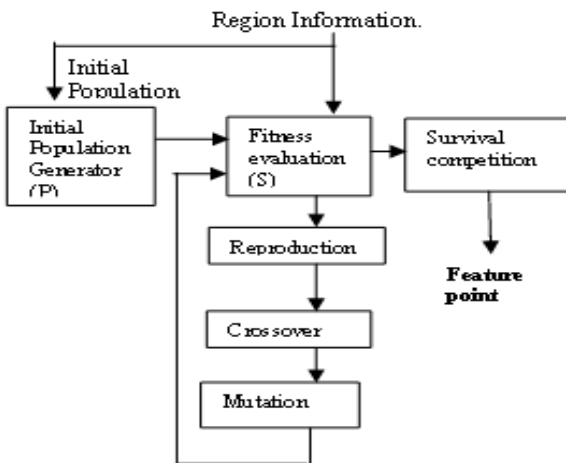 Region Information.
Initial
Population
Initial
Population
Generator
(P)
Fitness
evaluation
(S)
Survival
competition
Reproduction
Feature
point
Crossover
Mutation